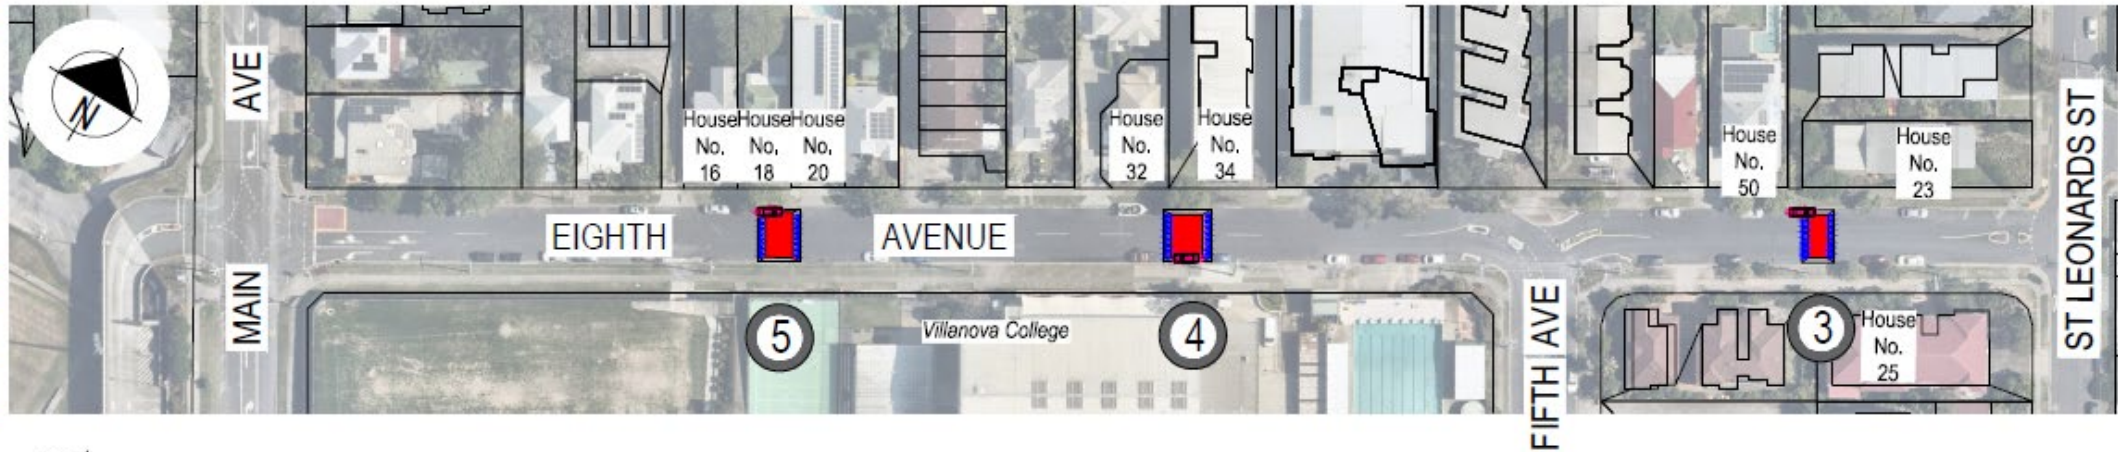 N
MAIN AVE
House No. 16
House No. 18
House No. 20
House No. 32
House No. 34
House No. 50
House No. 23
EIGHTH AVENUE
ST LEONARDS ST
5
Villanova College
4
FIFTH AVE
3
House No. 25